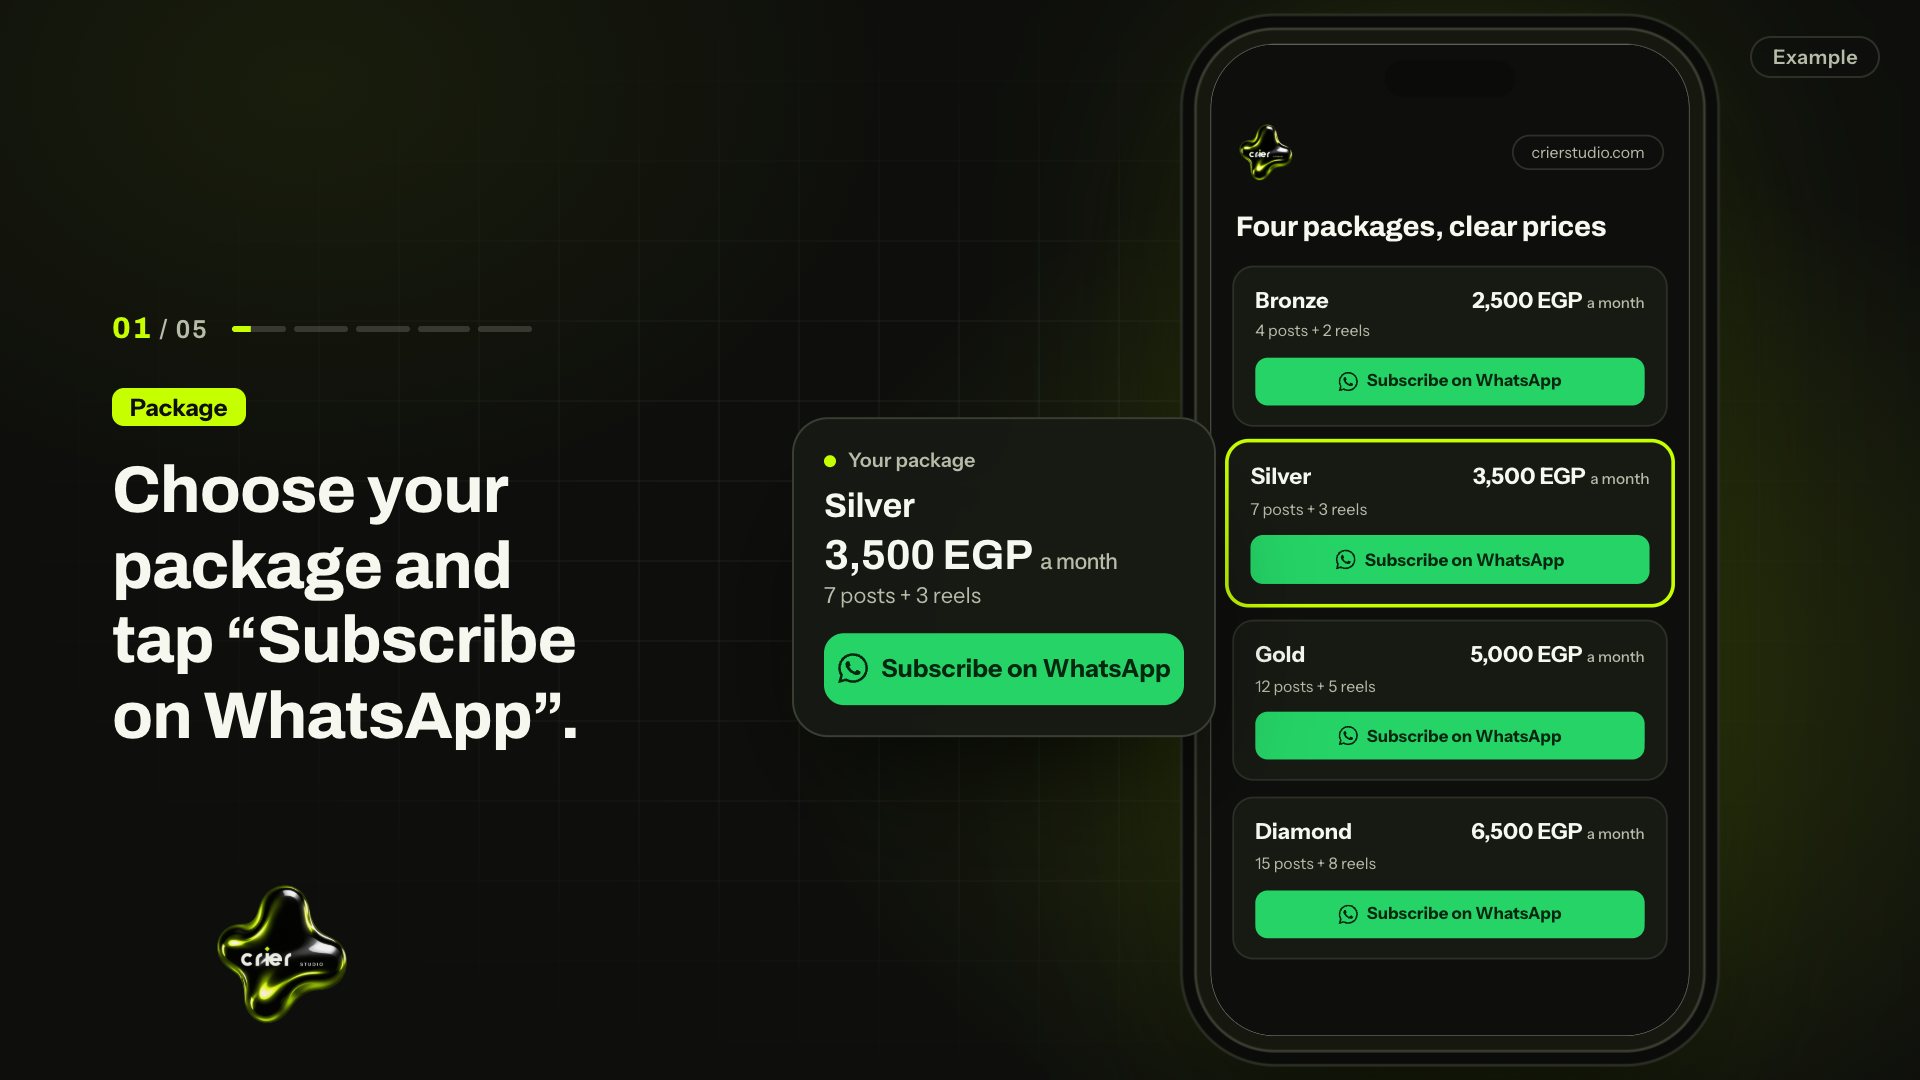 Example
01 / 05
Package
Choose your
package and
tap “Subscribe
on WhatsApp”.
crier STUDIO
Your package
Silver
3,500 EGP a month
7 posts + 3 reels
Subscribe on WhatsApp
crier
crierstudio.com
Four packages, clear prices
Bronze 2,500 EGP a month
4 posts + 2 reels
Subscribe on WhatsApp
Silver 3,500 EGP a month
7 posts + 3 reels
Subscribe on WhatsApp
Gold 5,000 EGP a month
12 posts + 5 reels
Subscribe on WhatsApp
Diamond 6,500 EGP a month
15 posts + 8 reels
Subscribe on WhatsApp